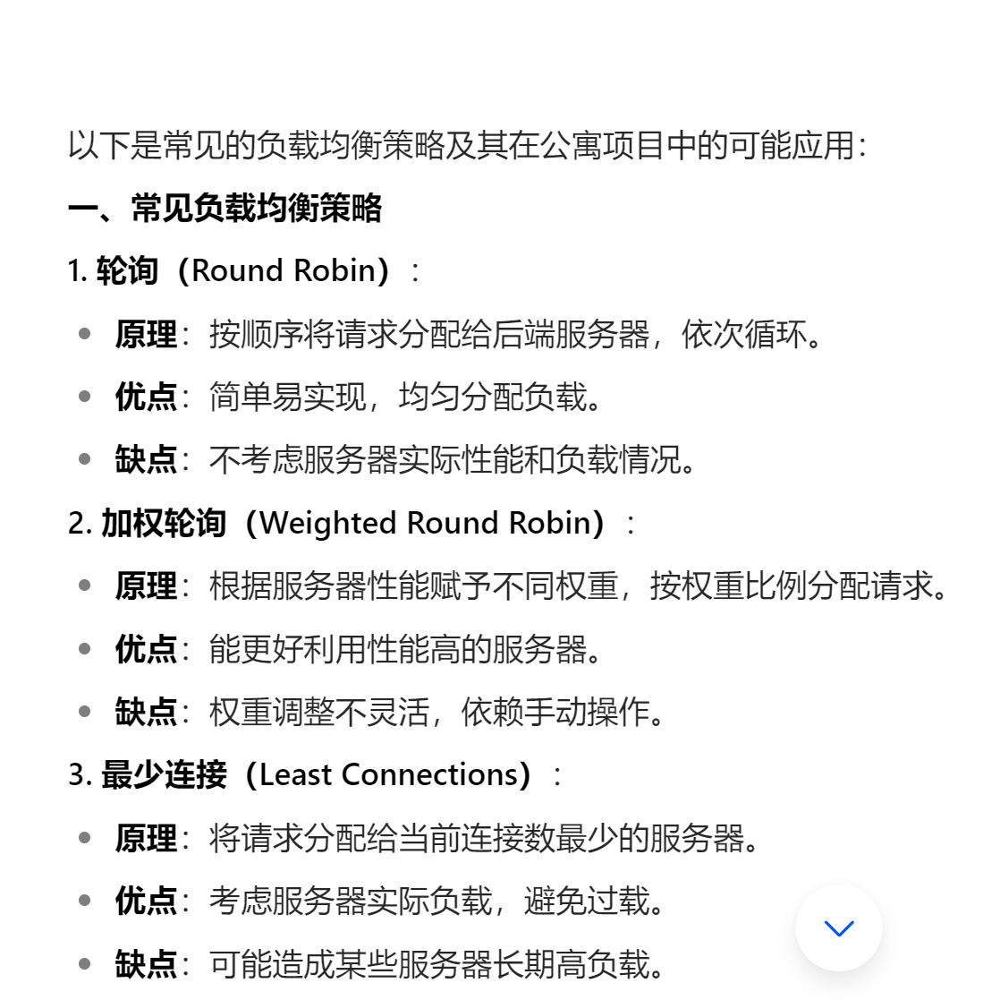 以下是常见的负载均衡策略及其在公寓项目中的可能应用：
一、常见负载均衡策略
1. 轮询（Round Robin）：
• 原理：按顺序将请求分配给后端服务器，依次循环。
• 优点：简单易实现，均匀分配负载。
• 缺点：不考虑服务器实际性能和负载情况。
2. 加权轮询（Weighted Round Robin）：
• 原理：根据服务器性能赋予不同权重，按权重比例分配请求。
• 优点：能更好利用性能高的服务器。
• 缺点：权重调整不灵活，依赖手动操作。
3. 最少连接（Least Connections）：
• 原理：将请求分配给当前连接数最少的服务器。
• 优点：考虑服务器实际负载，避免过载。
• 缺点：可能造成某些服务器长期高负载。